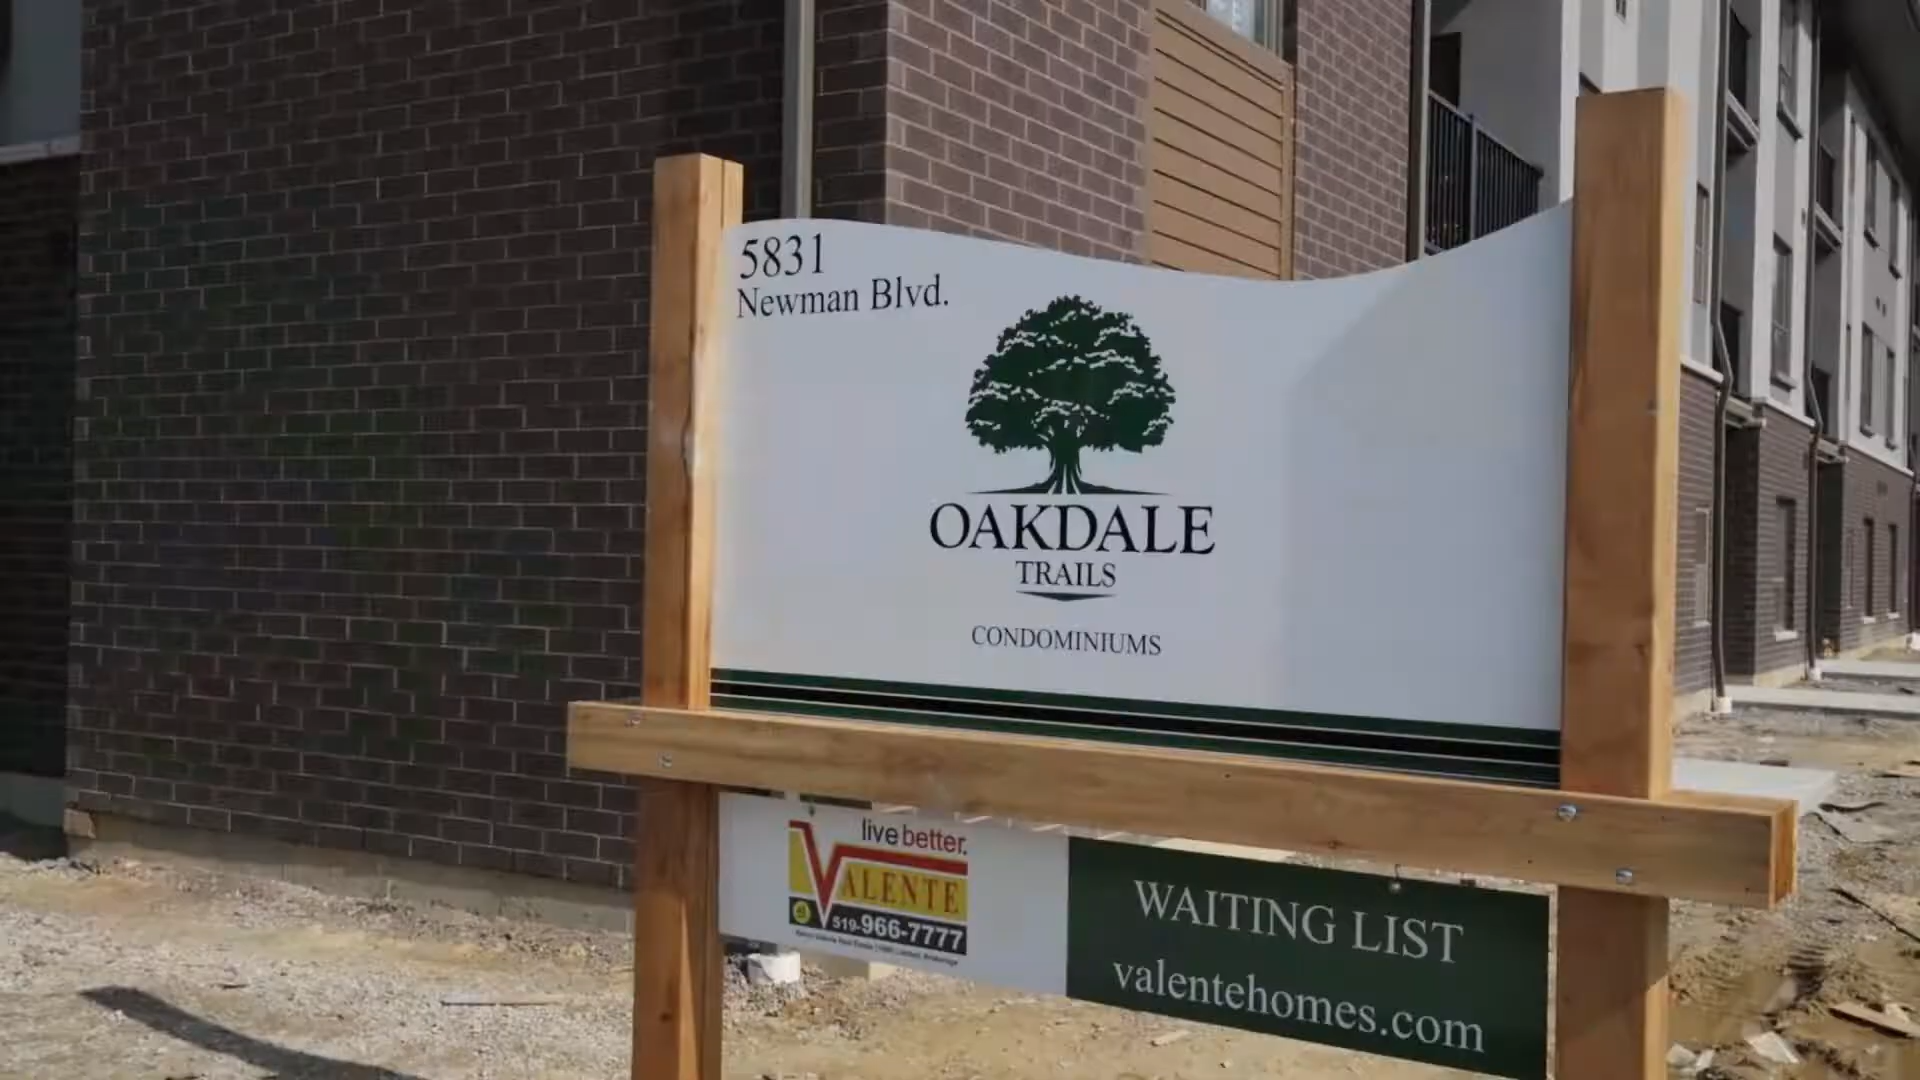 5831
Newman Blvd.
OAKDALE
TRAILS
CONDOMINIUMS
live better.
VALENTE
519-966-7777
WAITING LIST
valentehomes.com